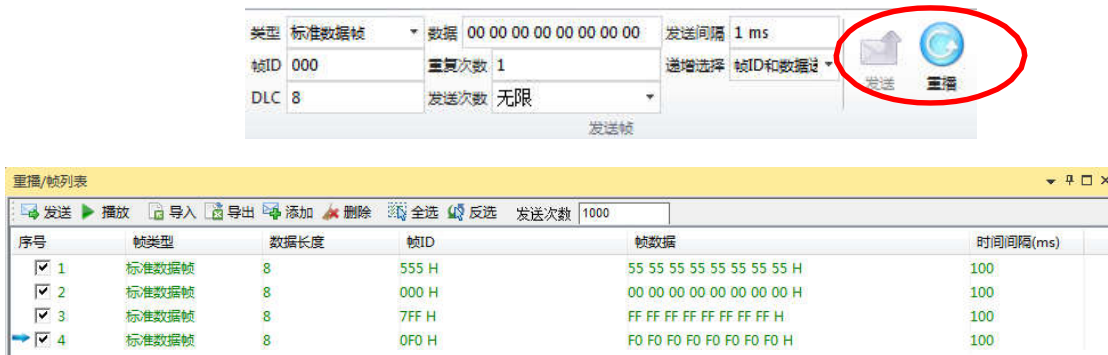 类型 标准数据帧 数据 00 00 00 00 00 00 00 00 发送间隔 1 ms
帧ID 000 重复次数 1 递增选择 帧ID和数据递
DLC 8 发送次数 无限 发送 重播
发送帧
重播/帧列表
发送 播放 导入 导出 添加 删除 全选 反选 发送次数 1000
序号 帧类型 数据长度 帧ID 帧数据 时间间隔(ms)
1 标准数据帧 8 555 H 55 55 55 55 55 55 55 55 H 100
2 标准数据帧 8 000 H 00 00 00 00 00 00 00 00 H 100
3 标准数据帧 8 7FF H FF FF FF FF FF FF FF FF H 100
4 标准数据帧 8 0F0 H F0 F0 F0 F0 F0 F0 F0 F0 H 100